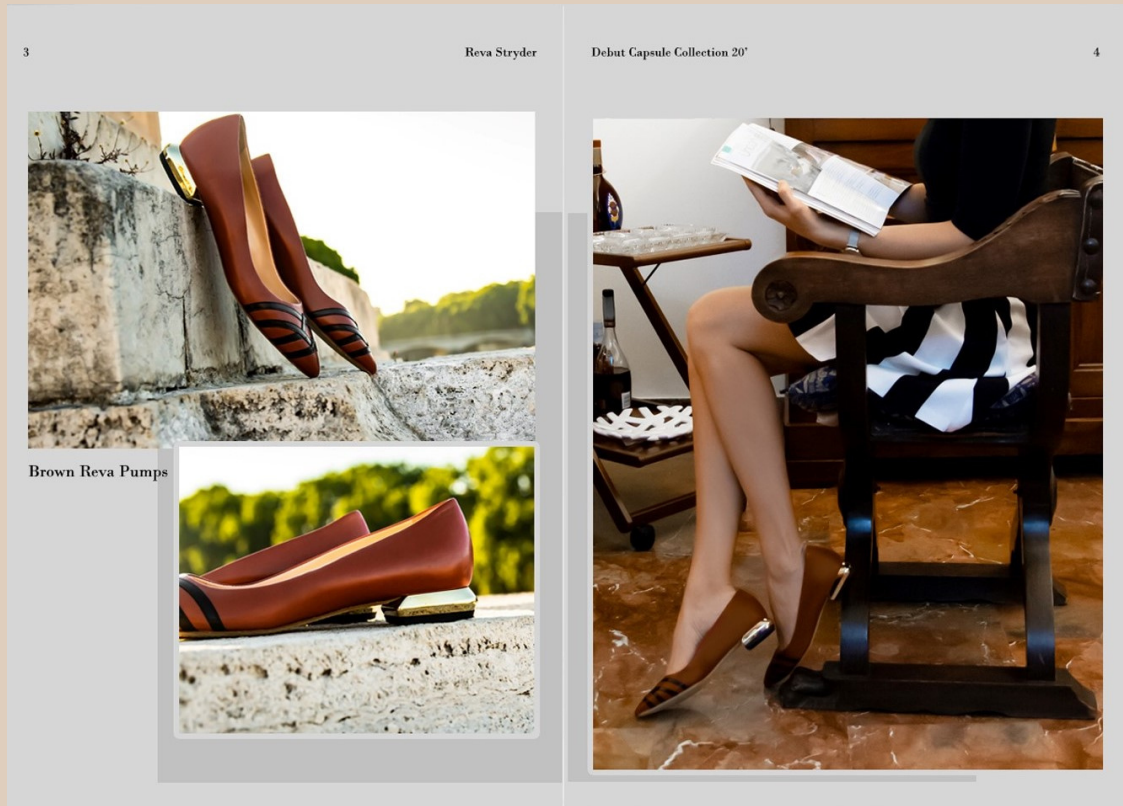 3
Reva Stryder
Debut Capsule Collection 20'
4
Brown Reva Pumps